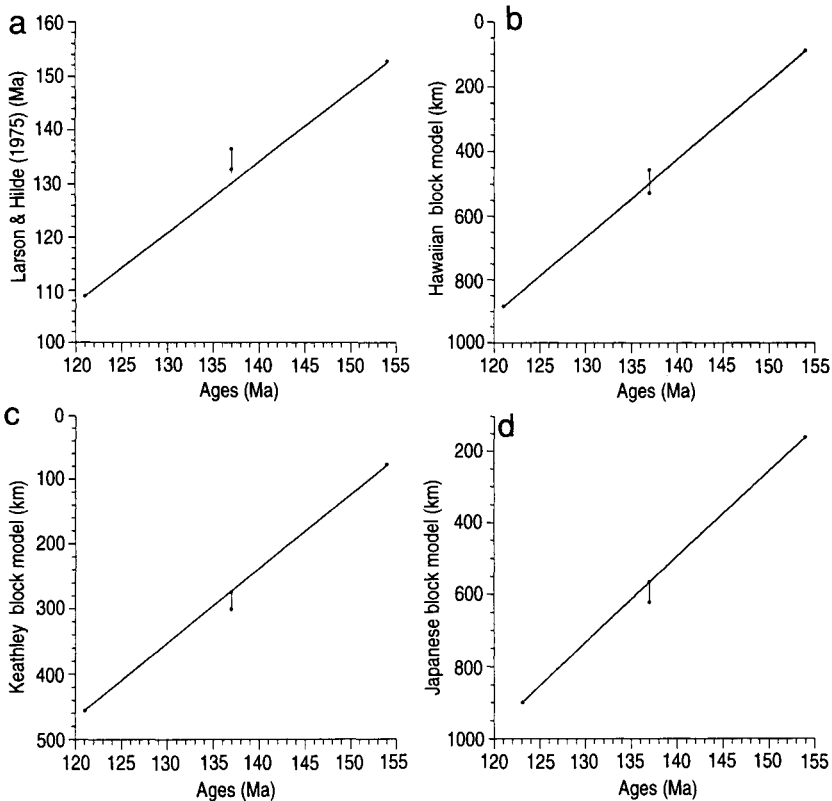 a
Larson & Hilde (1975) (Ma)
160
150
140
130
120
110
100
120 125 130 135 140 145 150 155
Ages (Ma)
b
Hawaiian block model (km)
0
200
400
600
800
1000
120 125 130 135 140 145 150 155
Ages (Ma)
c
Keathley block model (km)
0
100
200
300
400
500
120 125 130 135 140 145 150 155
Ages (Ma)
d
Japanese block model (km)
200
400
600
800
1000
120 125 130 135 140 145 150 155
Ages (Ma)